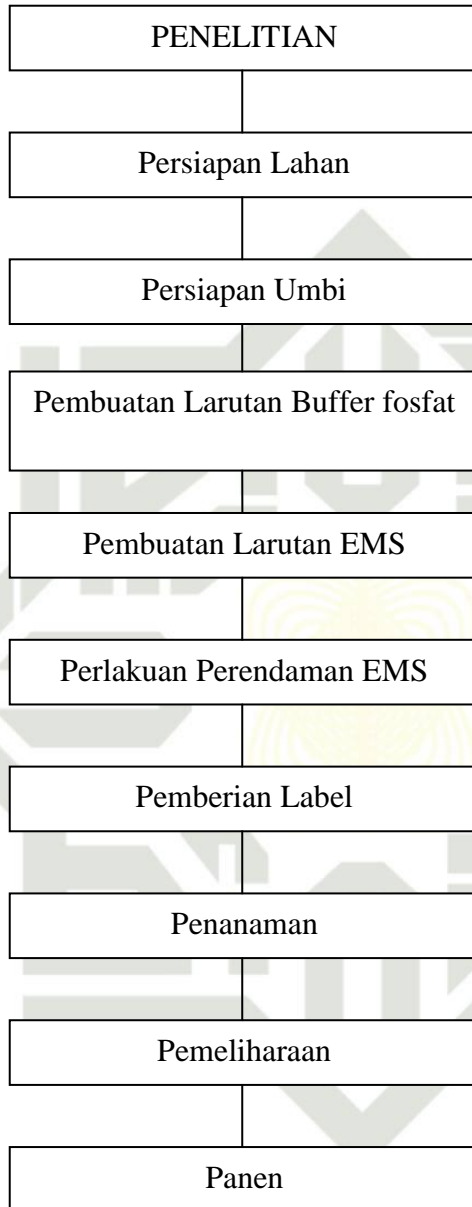 PENELITIAN
Persiapan Lahan
Persiapan Umbi
Pembuatan Larutan Buffer fosfat
Pembuatan Larutan EMS
Perlakuan Perendaman EMS
Pemberian Label
Penanaman
Pemeliharaan
Panen